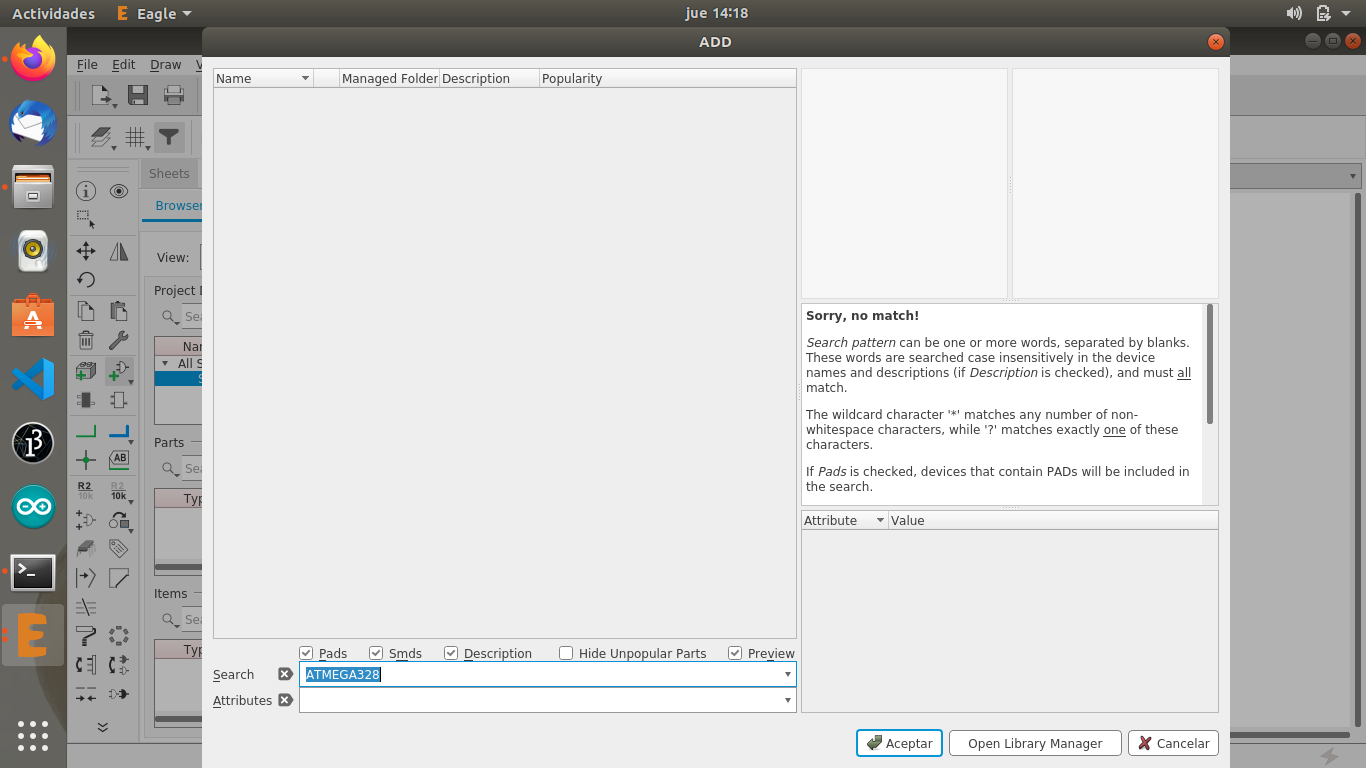 Actividades
Eagle
jue 14:18
ADD
File Edit Draw V
Sheets
Browser
View:
Project D
Sea
Nar
All S
S
Parts
Sea
Typ
Items
Sea
Typ
R2
10k
R2
10k
AB
Name
Managed Folder
Description
Popularity
Sorry, no match!
Search pattern can be one or more words, separated by blanks.
These words are searched case insensitively in the device
names and descriptions (if Description is checked), and must all
match.
The wildcard character '*' matches any number of non-
whitespace characters, while '?' matches exactly one of these
characters.
If Pads is checked, devices that contain PADs will be included in
the search.
Attribute
Value
Pads
Smds
Description
Hide Unpopular Parts
Preview
Search
ATMEGA328
Attributes
Aceptar
Open Library Manager
Cancelar